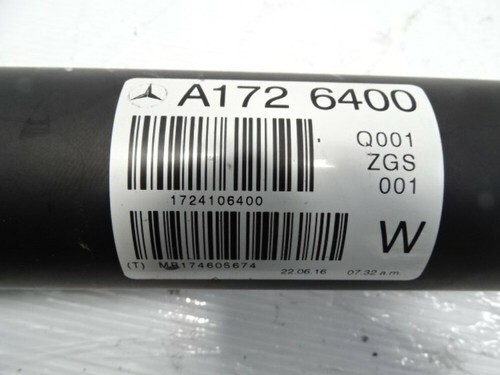 A172 6400
Q001
ZGS
001
1724106400
W
(T) MB174605674
22.06.16 07.32 a.m.